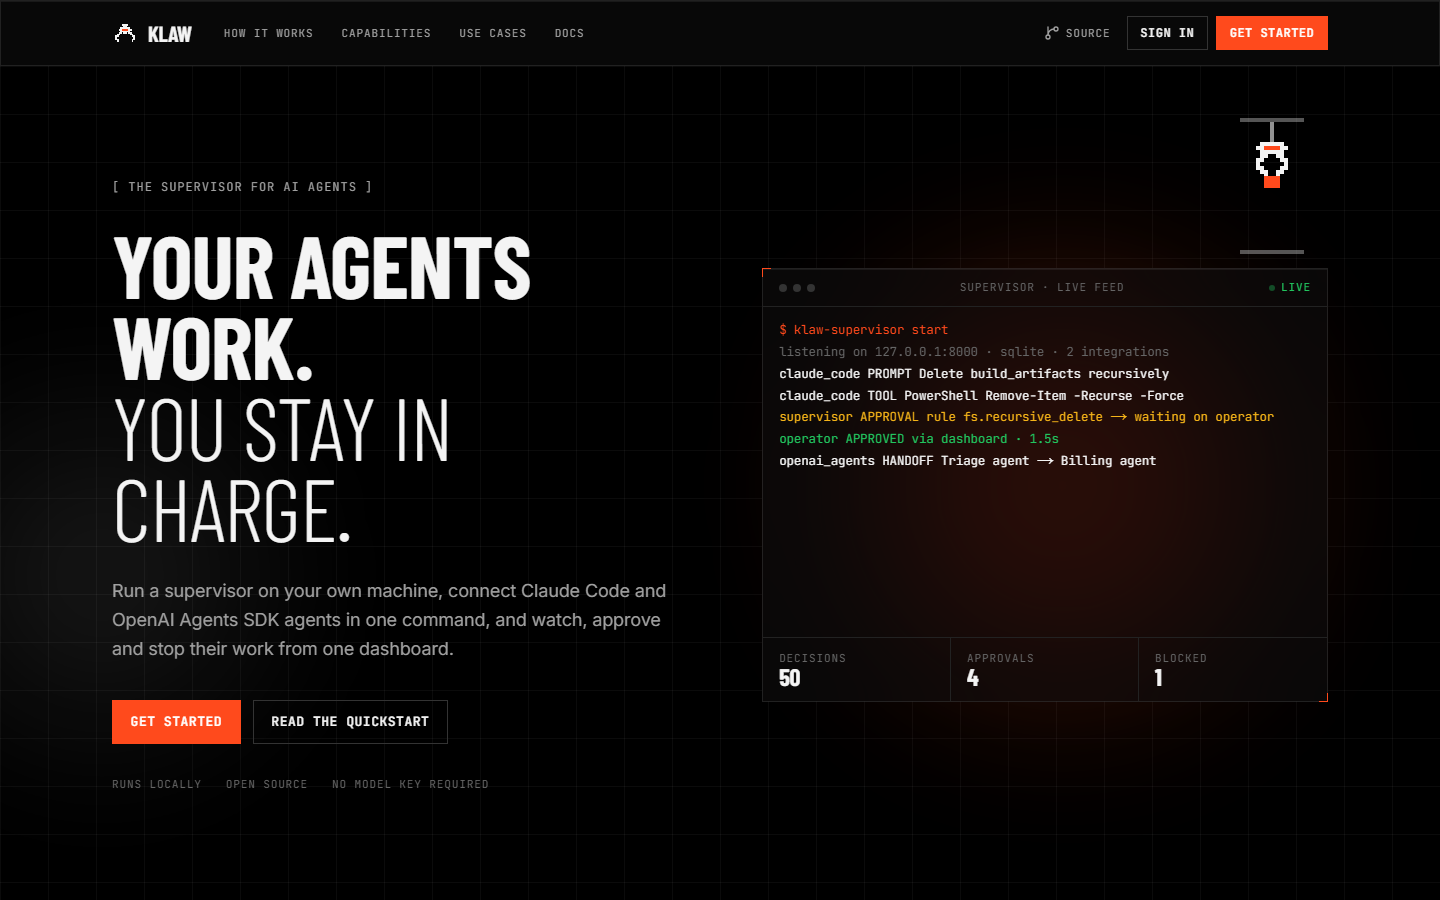 KLAW
HOW IT WORKS
CAPABILITIES
USE CASES
DOCS
SOURCE
SIGN IN
GET STARTED
[ THE SUPERVISOR FOR AI AGENTS ]
YOUR AGENTS
WORK.
YOU STAY IN
CHARGE.
Run a supervisor on your own machine, connect Claude Code and
OpenAI Agents SDK agents in one command, and watch, approve
and stop their work from one dashboard.
GET STARTED
READ THE QUICKSTART
RUNS LOCALLY
OPEN SOURCE
NO MODEL KEY REQUIRED
SUPERVISOR · LIVE FEED
LIVE
$ klaw-supervisor start
listening on 127.0.0.1:8000 · sqlite · 2 integrations
claude_code PROMPT Delete build_artifacts recursively
claude_code TOOL PowerShell Remove-Item -Recurse -Force
supervisor APPROVAL rule fs.recursive_delete → waiting on operator
operator APPROVED via dashboard · 1.5s
openai_agents HANDOFF Triage agent → Billing agent
DECISIONS
50
APPROVALS
4
BLOCKED
1